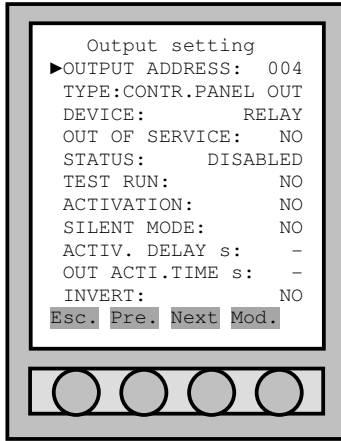 Output setting
►OUTPUT ADDRESS: 004
TYPE:CONTR.PANEL OUT
DEVICE: RELAY
OUT OF SERVICE: NO
STATUS: DISABLED
TEST RUN: NO
ACTIVATION: NO
SILENT MODE: NO
ACTIV. DELAY s: –
OUT ACTI.TIME s: –
INVERT: NO
Esc. Pre. Next Mod.